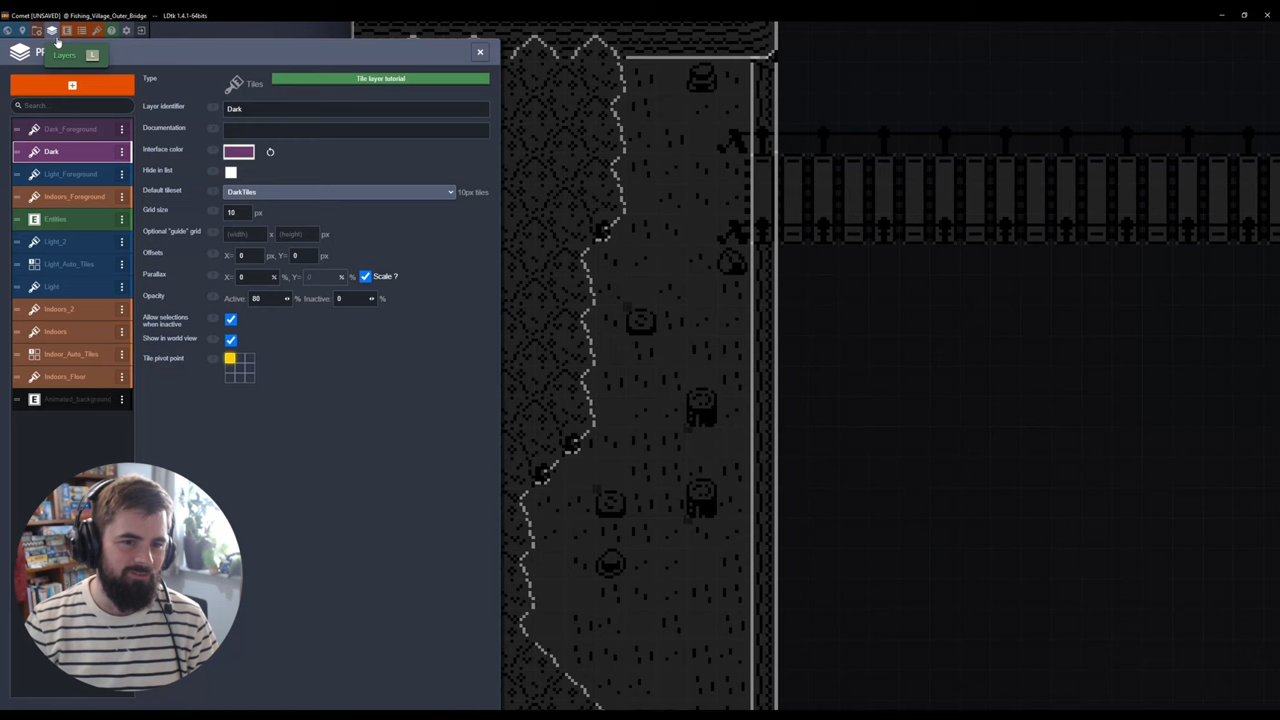 Comet [UNSAVED] @ Fishing_Village_Outer_Bridge -- LDtk 1.4.1-64bits
Layers L
Search...
Dark_Foreground
Dark
Light_Foreground
Indoors_Foreground
E Entities
Light_2
Light_Auto_Tiles
Light
Indoors_2
Indoors
Indoor_Auto_Tiles
Indoors_Floor
E Animated_background
Type Tiles Tile layer tutorial
Layer identifier Dark
Documentation
Interface color
Hide in list
Default tileset DarkTiles 10px tiles
Grid size 10 px
Optional "guide" grid (width) x (height) px
Offsets X= 0 px, Y= 0 px
Parallax X= 0 %, Y= 0 % Scale ?
Opacity Active: 80 % Inactive: 0 %
Allow selections
when inactive
Show in world view
Tile pivot point